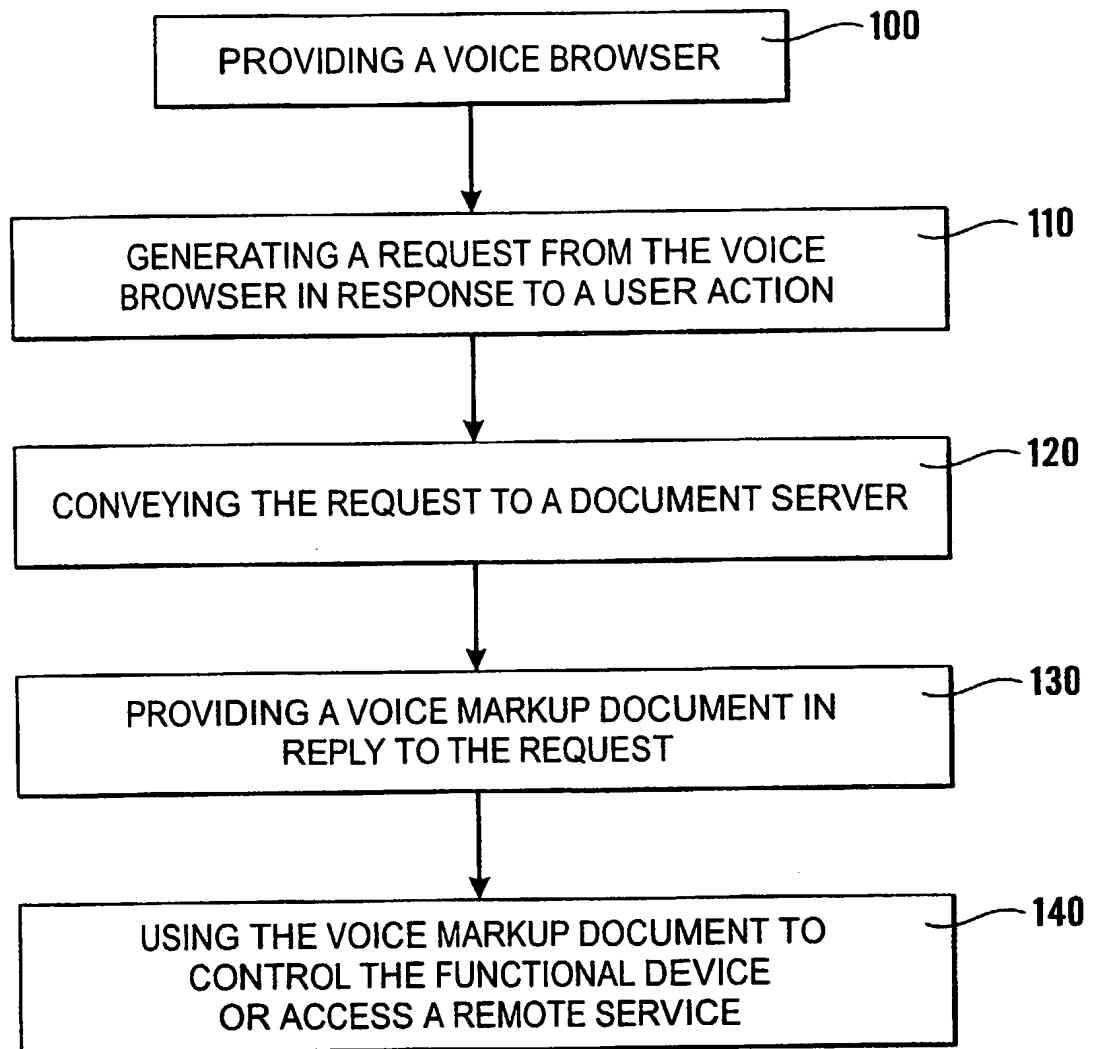 100
PROVIDING A VOICE BROWSER
110
GENERATING A REQUEST FROM THE VOICE
BROWSER IN RESPONSE TO A USER ACTION
120
CONVEYING THE REQUEST TO A DOCUMENT SERVER
130
PROVIDING A VOICE MARKUP DOCUMENT IN
REPLY TO THE REQUEST
140
USING THE VOICE MARKUP DOCUMENT TO
CONTROL THE FUNCTIONAL DEVICE
OR ACCESS A REMOTE SERVICE